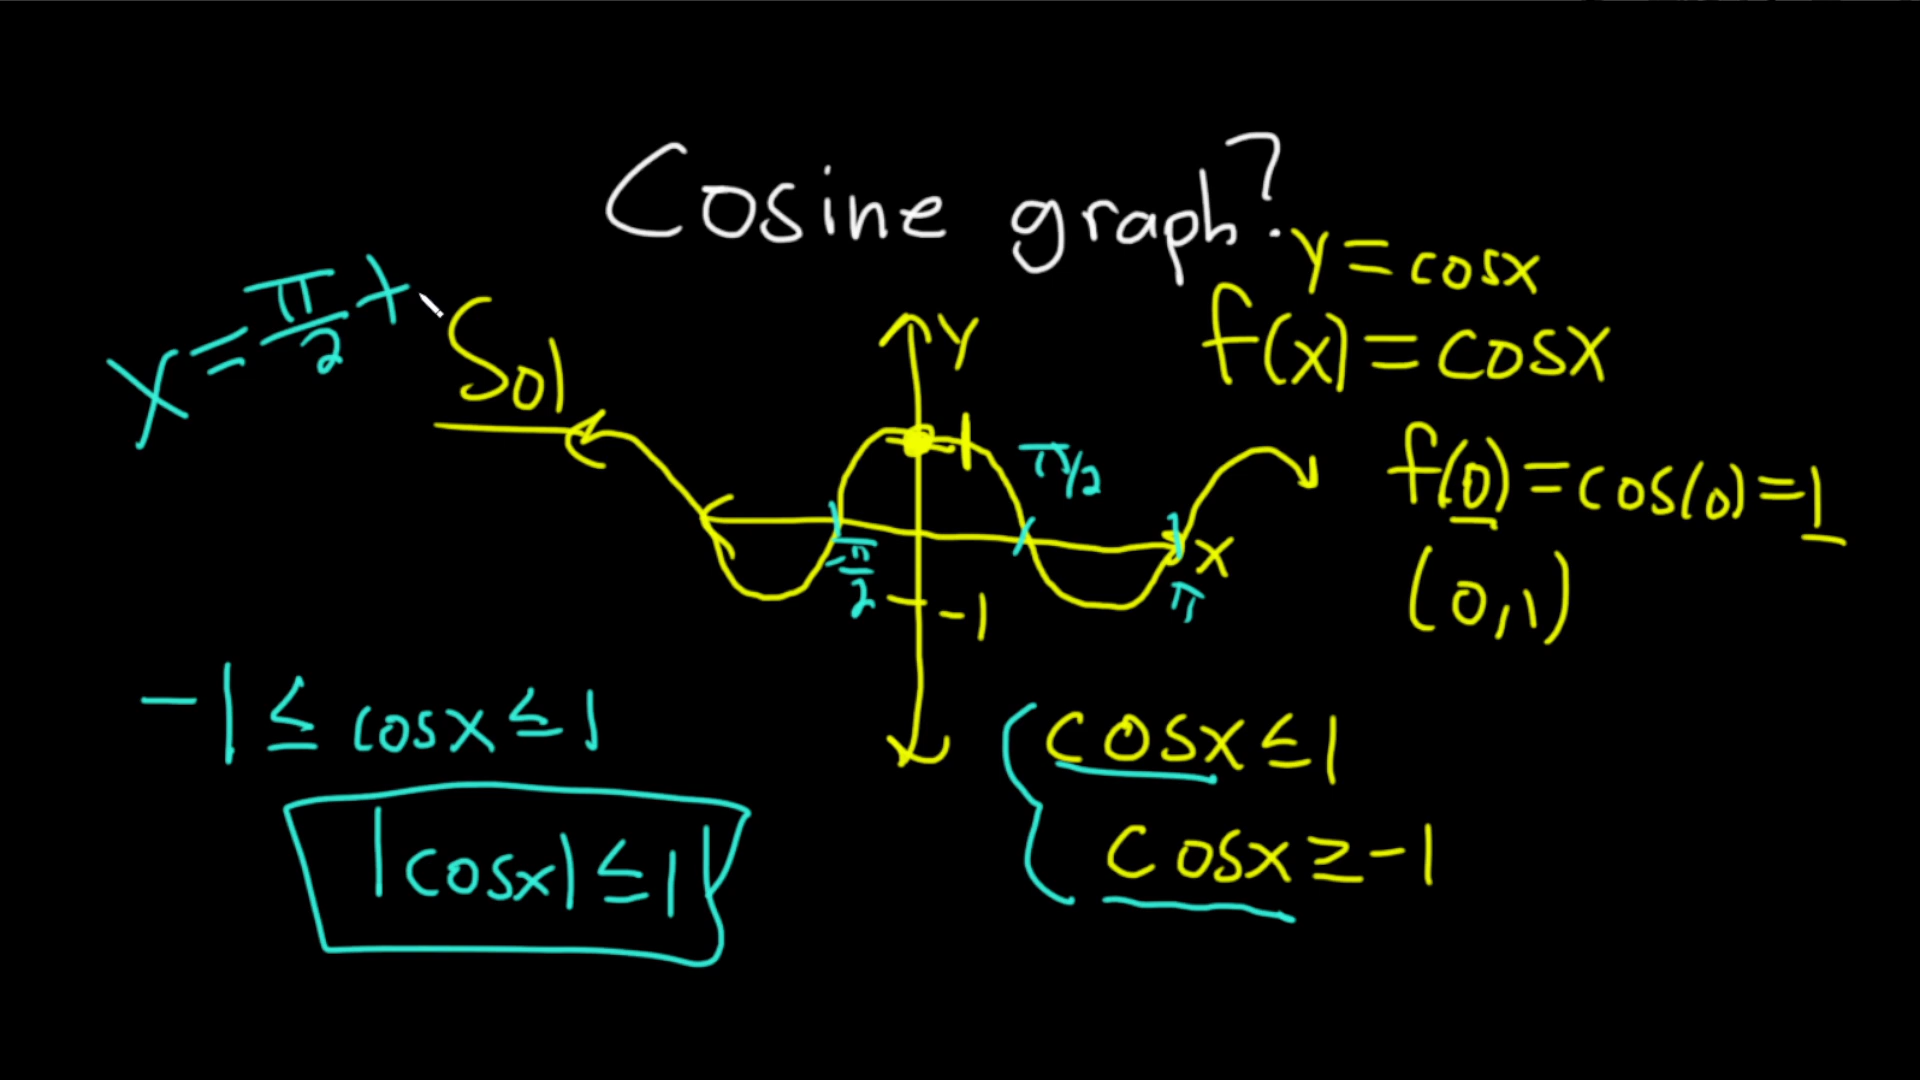 Cosine graph?
y = cosx
x = π/2 +
Sol
f(x) = cosx
y
1
π/2
f(0) = cos(0) = 1
x
-π/2
π
-1
(0,1)
-1 ≤ cosx ≤ 1
cosx ≤ 1
|cosx| ≤ 1
cosx ≥ -1